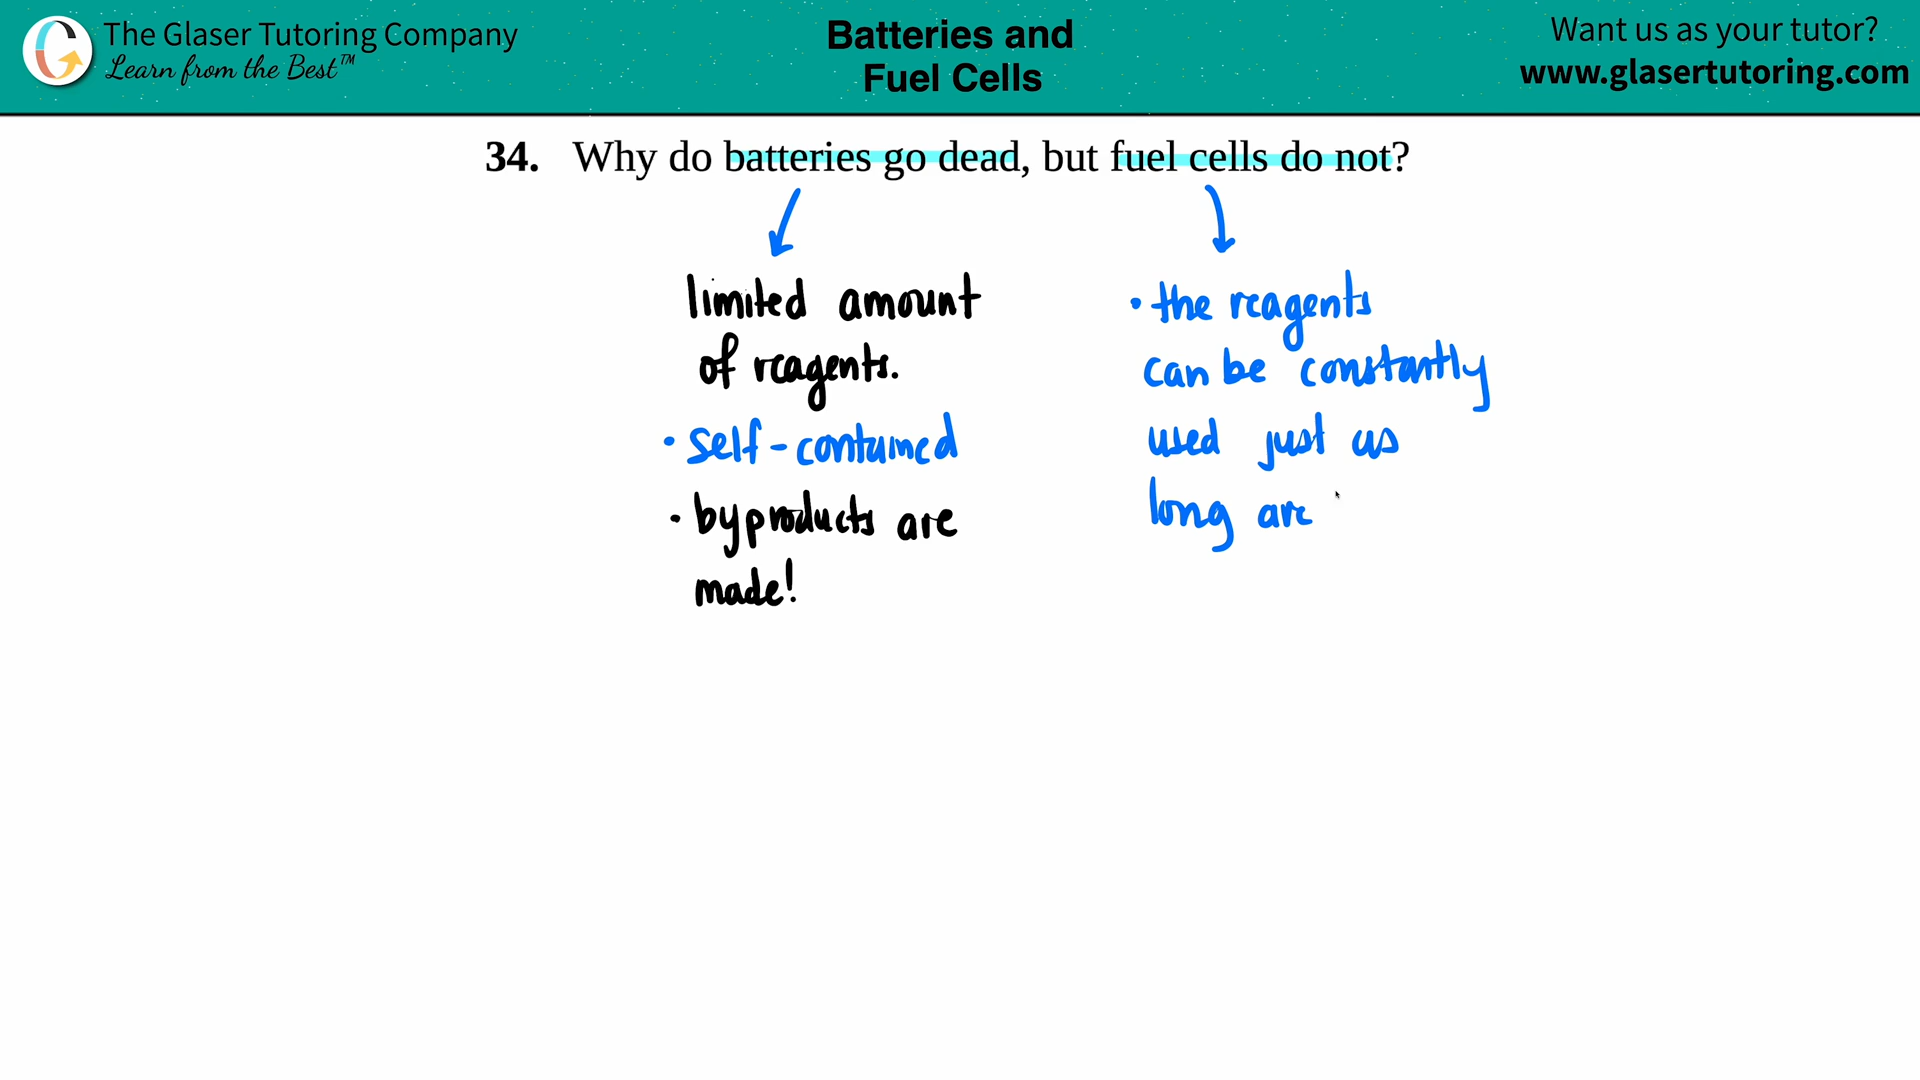 The Glaser Tutoring Company
Learn from the Best™
Batteries and
Fuel Cells
Want us as your tutor?
www.glasertutoring.com
34. Why do batteries go dead, but fuel cells do not?
limited amount
of reagents.
• self-contained
• byproducts are
made!
• the reagents
can be constantly
used just as
long are